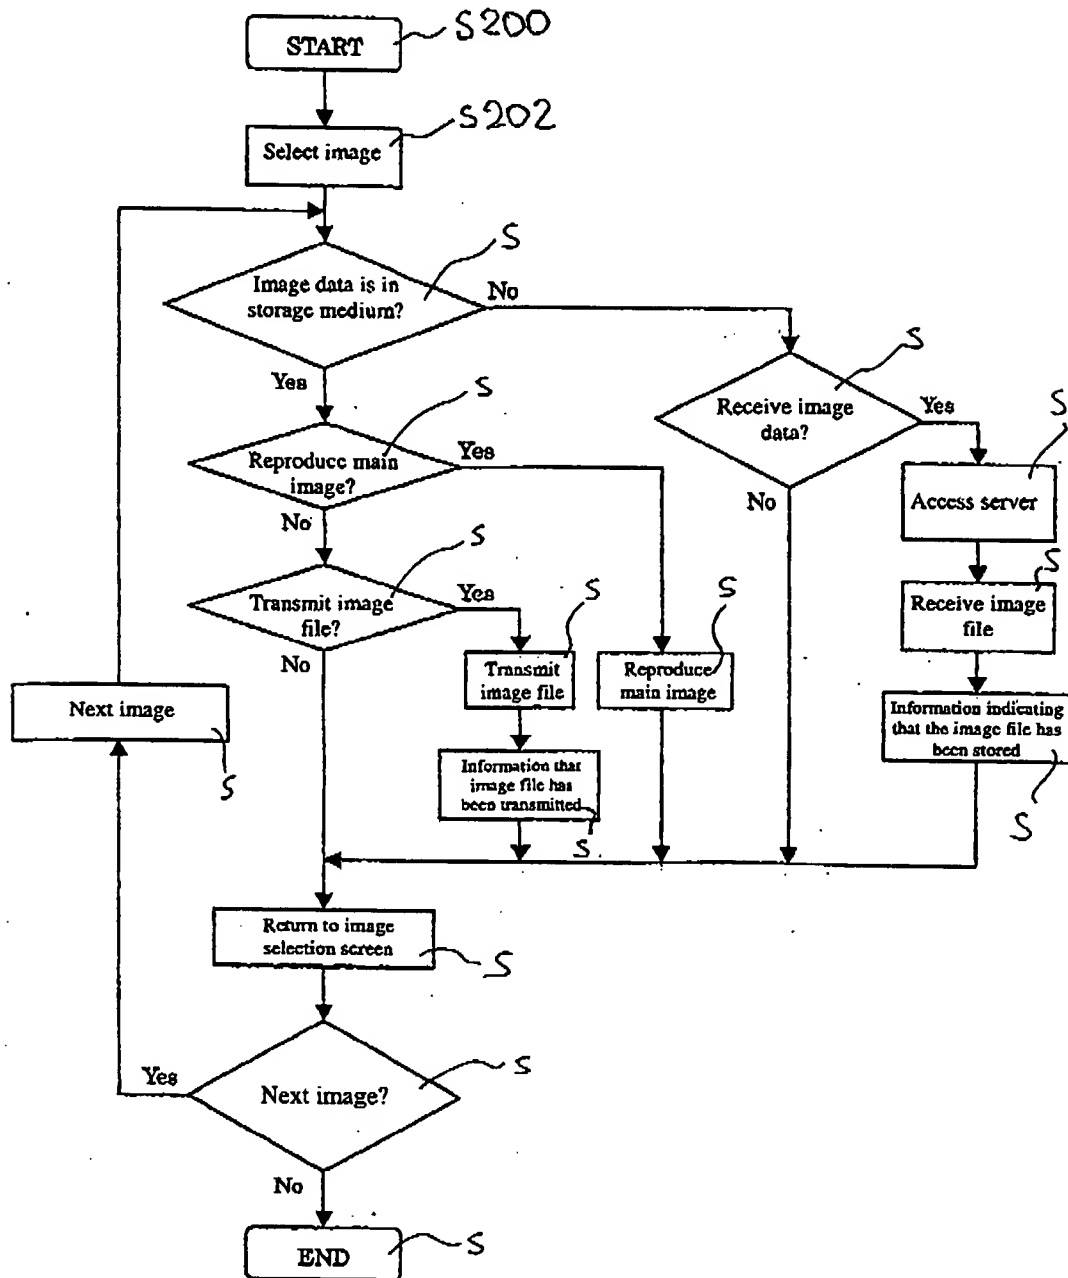 START
S200
Select image
S202
Image data is in
storage medium?
S
No
Yes
Receive image
data?
S
Yes
No
Reproduce main
image?
S
Yes
No
Access server
S
Transmit image
file?
S
Yes
No
Receive image
file
S
Transmit
image file
S
Reproduce
main image
S
Next image
S
Information indicating
that the image file has
been stored
S
Information that
image file has
been transmitted
S
Return to image
selection screen
S
Next image?
S
Yes
No
END
S